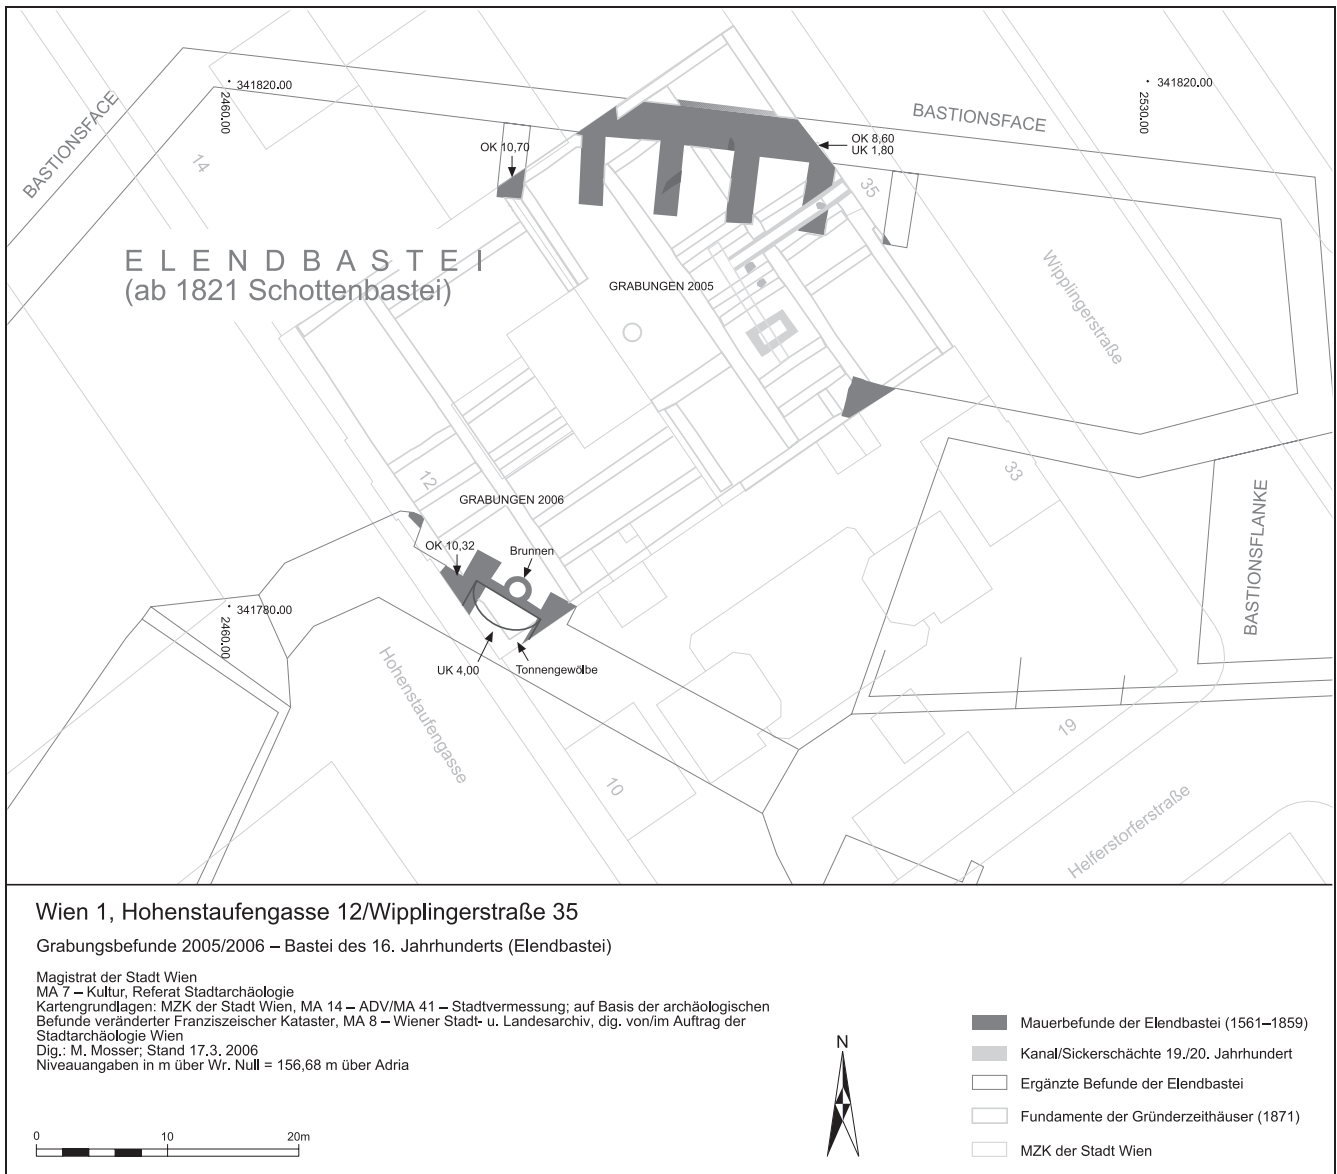 341820.00
2460.00
341820.00
2530.00
BASTIONSFACE
BASTIONSFACE
14
OK 10,70
OK 8,60
UK 1,80
35
ELENDBASTEI
(ab 1821 Schottenbastei)
GRABUNGEN 2005
Wipplingerstraße
12
GRABUNGEN 2006
33
BASTIONSFLANKE
OK 10,32
Brunnen
341780.00
2460.00
UK 4,00
Tonnengewölbe
Hohenstaufengasse
19
10
Helferstorferstraße
Wien 1, Hohenstaufengasse 12/Wipplingerstraße 35
Grabungsbefunde 2005/2006 – Bastei des 16. Jahrhunderts (Elendbastei)
Magistrat der Stadt Wien
MA 7 – Kultur, Referat Stadtarchäologie
Kartengrundlagen: MZK der Stadt Wien, MA 14 – ADV/MA 41 – Stadtvermessung; auf Basis der archäologischen
Befunde veränderter Franziszeischer Kataster, MA 8 – Wiener Stadt- u. Landesarchiv, dig. von/im Auftrag der
Stadtarchäologie Wien
Dig.: M. Mosser; Stand 17.3. 2006
Niveauangaben in m über Wr. Null = 156,68 m über Adria
0 10 20m
N
Mauerbefunde der Elendbastei (1561–1859)
Kanal/Sickerschächte 19./20. Jahrhundert
Ergänzte Befunde der Elendbastei
Fundamente der Gründerzeithäuser (1871)
MZK der Stadt Wien